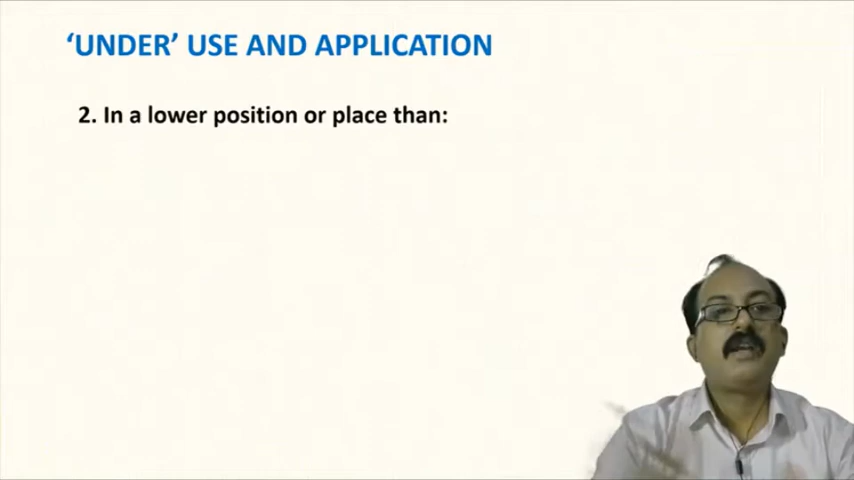 ‘UNDER’ USE AND APPLICATION
2. In a lower position or place than: